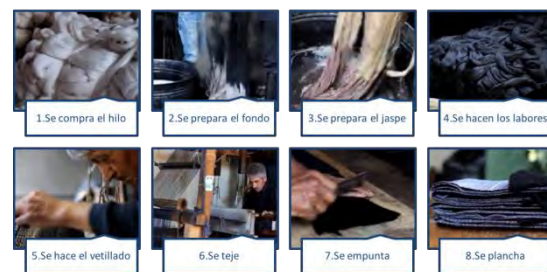 1.Se compra el hilo
2.Se prepara el fondo
3.Se prepara el jaspe
4.Se hacen los labores
5.Se hace el vetillado
6.Se teje
7.Se empunta
8.Se plancha